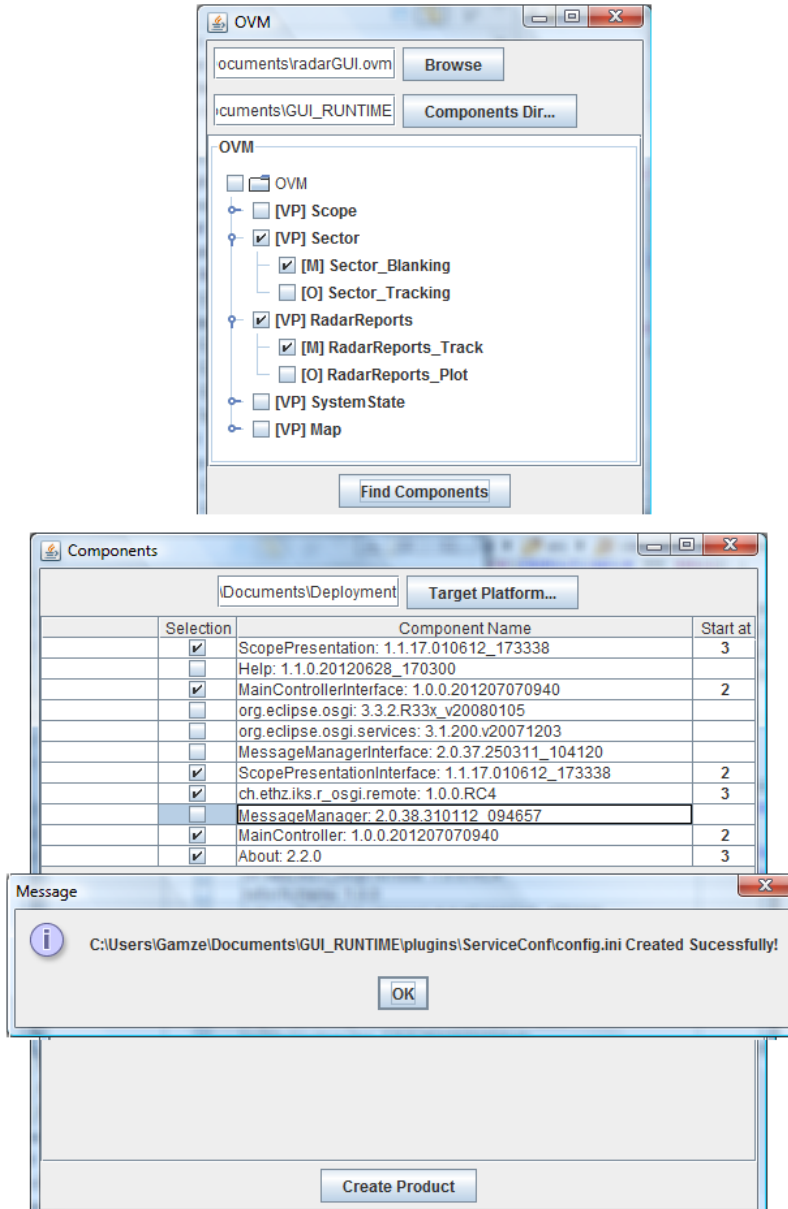 OVM
ocuments\radarGUI.ovm Browse
cuments\GUI_RUNTIME Components Dir...
OVM
OVM
[VP] Scope
[VP] Sector
[M] Sector_Blanking
[O] Sector_Tracking
[VP] RadarReports
[M] RadarReports_Track
[O] RadarReports_Plot
[VP] SystemState
[VP] Map
Find Components
Components
\Documents\Deployment Target Platform...
Selection Component Name Start at
ScopePresentation: 1.1.17.010612_173338 3
Help: 1.1.0.20120628_170300
MainControllerInterface: 1.0.0.201207070940 2
org.eclipse.osgi: 3.3.2.R33x_v20080105
org.eclipse.osgi.services: 3.1.200.v20071203
MessageManagerInterface: 2.0.37.250311_104120
ScopePresentationInterface: 1.1.17.010612_173338 2
ch.ethz.iks.r_osgi.remote: 1.0.0.RC4 3
MessageManager: 2.0.38.310112_094657
MainController: 1.0.0.201207070940 2
About: 2.2.0 3
Message
C:\Users\Gamze\Documents\GUI_RUNTIME\plugins\ServiceConf\config.ini Created Sucessfully!
OK
Create Product